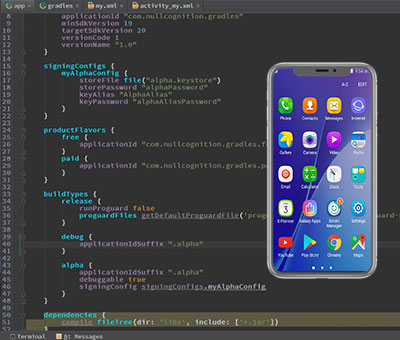 app
gradles
my.xml
activity_my.xml
8 applicationId "com.nullcognition.gradles"
9 minSdkVersion 19
10 targetSdkVersion 20
11 versionCode 1
12 versionName "1.0"
13 }
14
15 signingConfigs {
16 myAlphaConfig {
17 storeFile file("alpha.keystore")
18 storePassword "alphaPassword"
19 keyAlias "AlphaAlias"
20 keyPassword "alphaAliasPassword"
21 }
22 }
23
24 productFlavors {
25 free {
26 applicationId "com.nullcognition.gradles.f
27 }
28 paid {
29 applicationId "com.nullcognition.gradles.pa
30 }
31 }
32
33 buildTypes {
34 release {
35 runProguard false
36 proguardFiles getDefaultProguardFile('prog
37 }
38
39 debug {
40 applicationIdSuffix ".alpha"
41 }
43
44 alpha {
45 applicationIdSuffix ".alpha"
46 debuggable true
47 signingConfig signingConfigs.myAlphaConfig
48 }
49 }
50 dependencies {
51 compile fileTree(dir: 'libs', include: ['*.jar'])
Terminal
0: Messages
A-Z
EDIT
Phone
Contacts
Messages
Internet
Gallery
Camera
Video
Music
Email
Calculator
Clock
Tools
S Planner
Galaxy Apps
Smart Manager
Settings
YouTube
Google
Chrome
Play Store